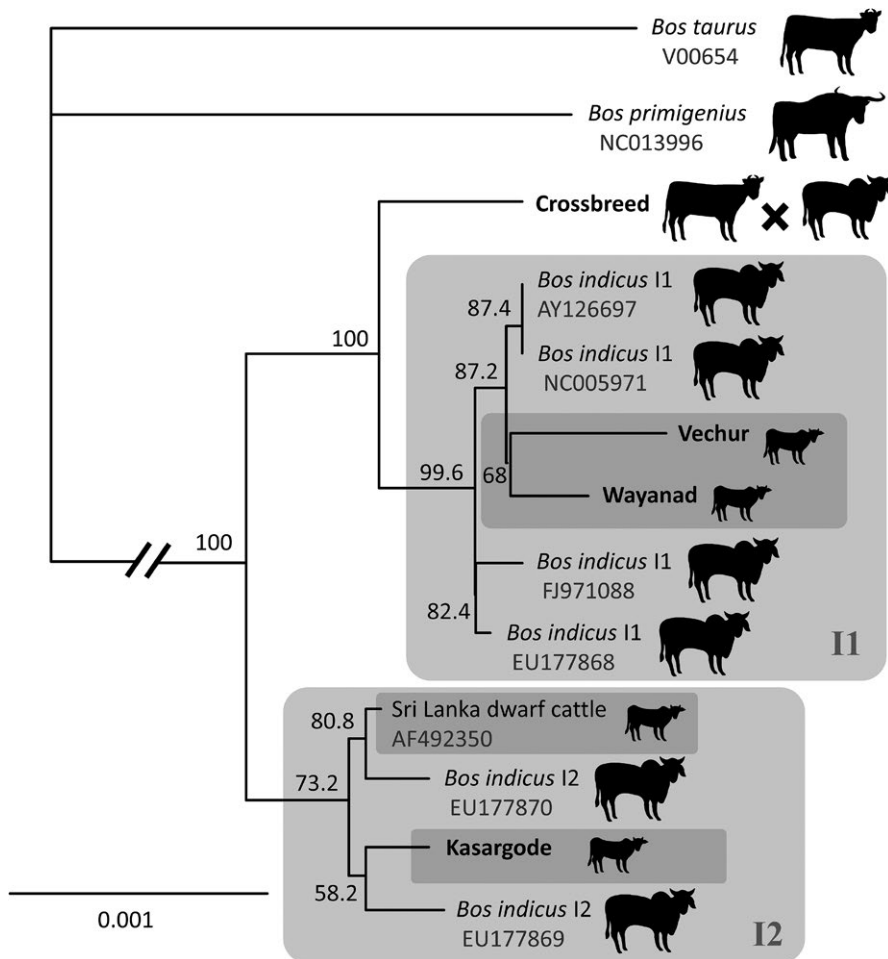 Bos taurus
V00654
Bos primigenius
NC013996
Crossbreed
Bos indicus I1
AY126697
87.4
100
Bos indicus I1
NC005971
87.2
Vechur
99.6
68
Wayanad
100
Bos indicus I1
FJ971088
82.4
Bos indicus I1
EU177868
I1
Sri Lanka dwarf cattle
AF492350
80.8
73.2
Bos indicus I2
EU177870
Kasargode
58.2
0.001
Bos indicus I2
EU177869
I2